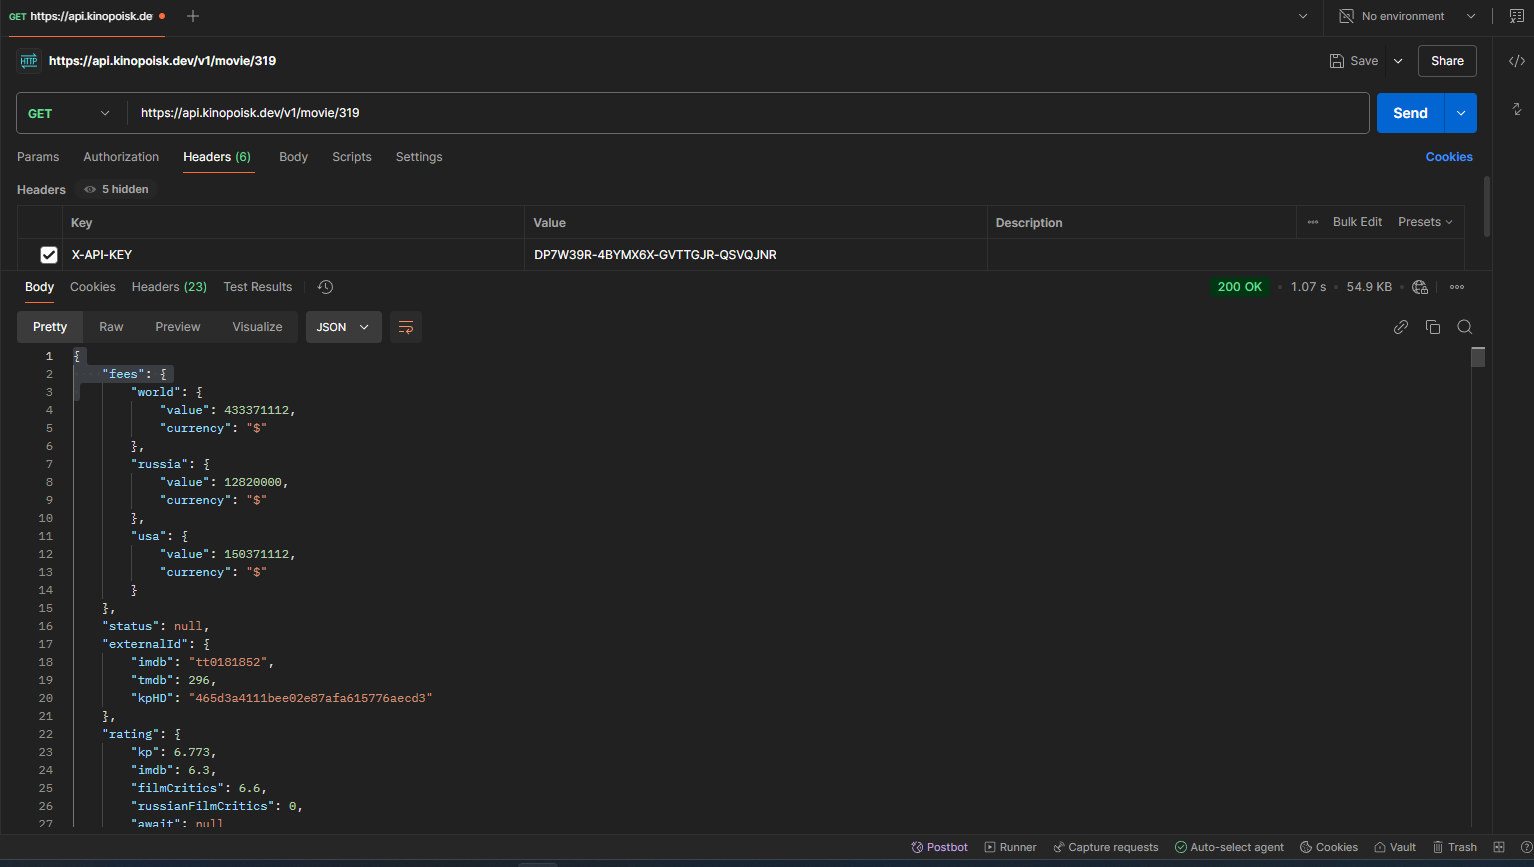 GET https://api.kinopoisk.de
No environment
HTTP https://api.kinopoisk.dev/v1/movie/319
Save
Share
GET
https://api.kinopoisk.dev/v1/movie/319
Send
Params Authorization Headers (6) Body Scripts Settings
Cookies
Headers 5 hidden
Key Value Description ••• Bulk Edit Presets
X-API-KEY DP7W39R-4BYMX6X-GVTTGJR-QSVQJNR
Body Cookies Headers (23) Test Results
200 OK • 1.07 s • 54.9 KB
Pretty Raw Preview Visualize JSON
1 {
2 "fees": {
3 "world": {
4 "value": 433371112,
5 "currency": "$"
6 },
7 "russia": {
8 "value": 12820000,
9 "currency": "$"
10 },
11 "usa": {
12 "value": 150371112,
13 "currency": "$"
14 }
15 },
16 "status": null,
17 "externalId": {
18 "imdb": "tt0181852",
19 "tmdb": 296,
20 "kpHD": "465d3a4111bee02e87afa615776aecd3"
21 },
22 "rating": {
23 "kp": 6.773,
24 "imdb": 6.3,
25 "filmCritics": 6.6,
26 "russianFilmCritics": 0,
27 "await": null
Postbot Runner Capture requests Auto-select agent Cookies Vault Trash